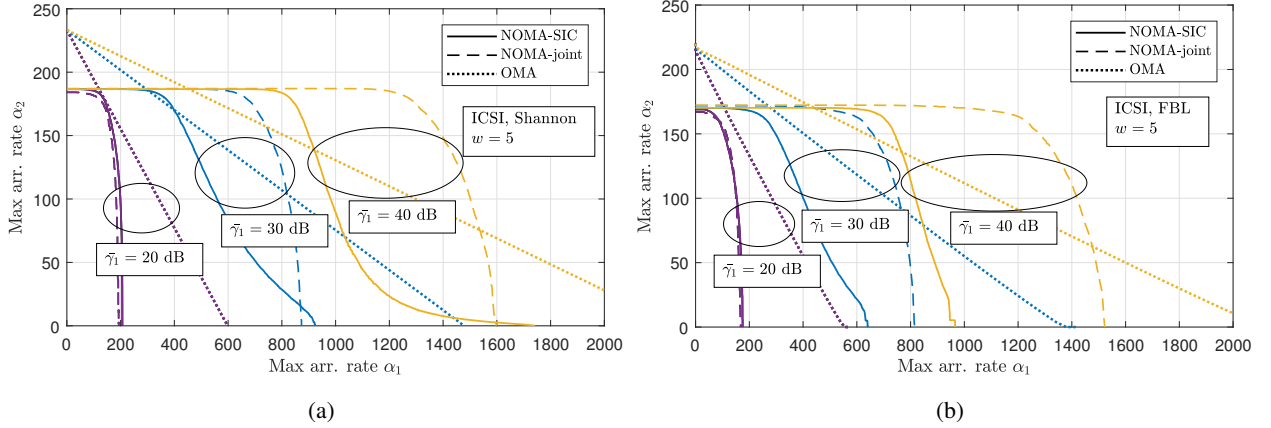 250
200
150
100
50
0
Max arr. rate α₂
0 200 400 600 800 1000 1200 1400 1600 1800 2000
Max arr. rate α₁
NOMA-SIC
NOMA-joint
OMA
ICSI, Shannon
w = 5
γ̄₁ = 40 dB
γ̄₁ = 30 dB
γ̄₁ = 20 dB
(a)
250
200
150
100
50
0
Max arr. rate α₂
0 200 400 600 800 1000 1200 1400 1600 1800 2000
Max arr. rate α₁
NOMA-SIC
NOMA-joint
OMA
ICSI, FBL
w = 5
γ̄₁ = 30 dB
γ̄₁ = 40 dB
γ̄₁ = 20 dB
(b)